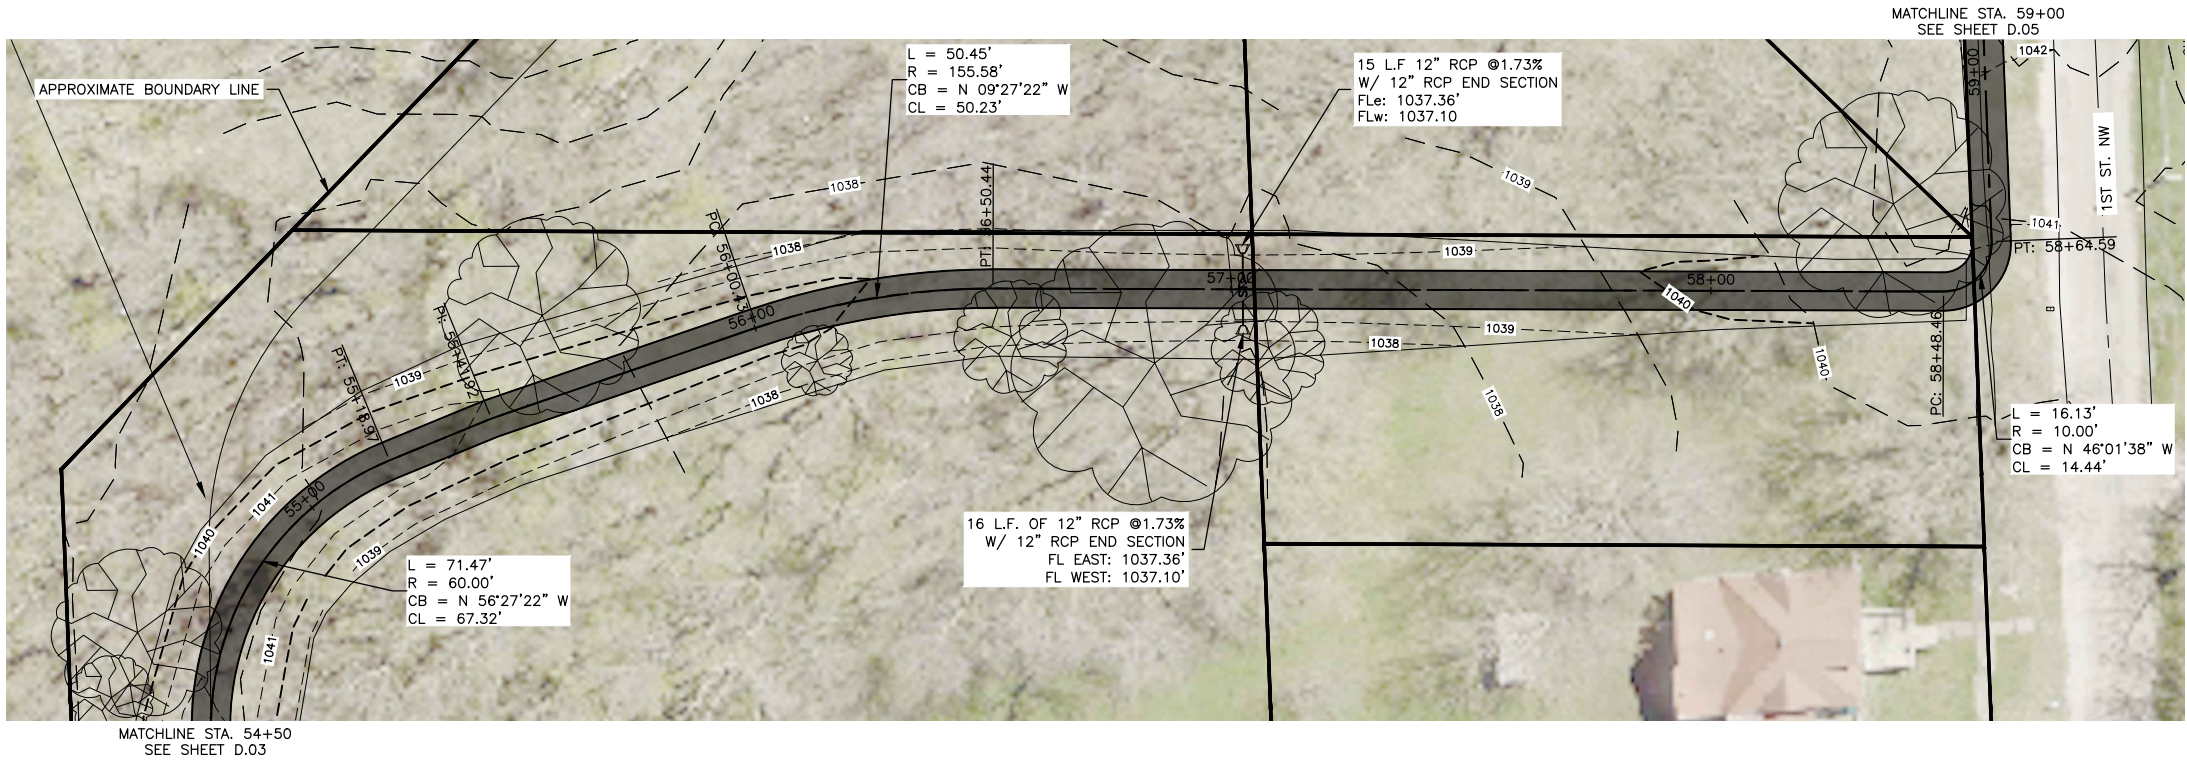 MATCHLINE STA. 59+00
SEE SHEET D.05
APPROXIMATE BOUNDARY LINE
L = 50.45'
R = 155.58'
CB = N 09°27'22" W
CL = 50.23'
15 L.F 12" RCP @1.73%
W/ 12" RCP END SECTION
FLe: 1037.36'
FLw: 1037.10
59+00
1042
1ST ST. NW
1038
1039
PT: 56+50.44
PC: 56+00.43
1038
1039
1041
PT: 58+64.59
57+00
58+00
1040
56+00
PI: 55+41.92
PT: 55+18.97
1039
1038
1039
1038
1040
1038
PC: 58+48.46
L = 16.13'
R = 10.00'
CB = N 46°01'38" W
CL = 14.44'
55+00
1041
1040
1039
1041
16 L.F. OF 12" RCP @1.73%
W/ 12" RCP END SECTION
FL EAST: 1037.36'
FL WEST: 1037.10'
L = 71.47'
R = 60.00'
CB = N 56°27'22" W
CL = 67.32'
MATCHLINE STA. 54+50
SEE SHEET D.03